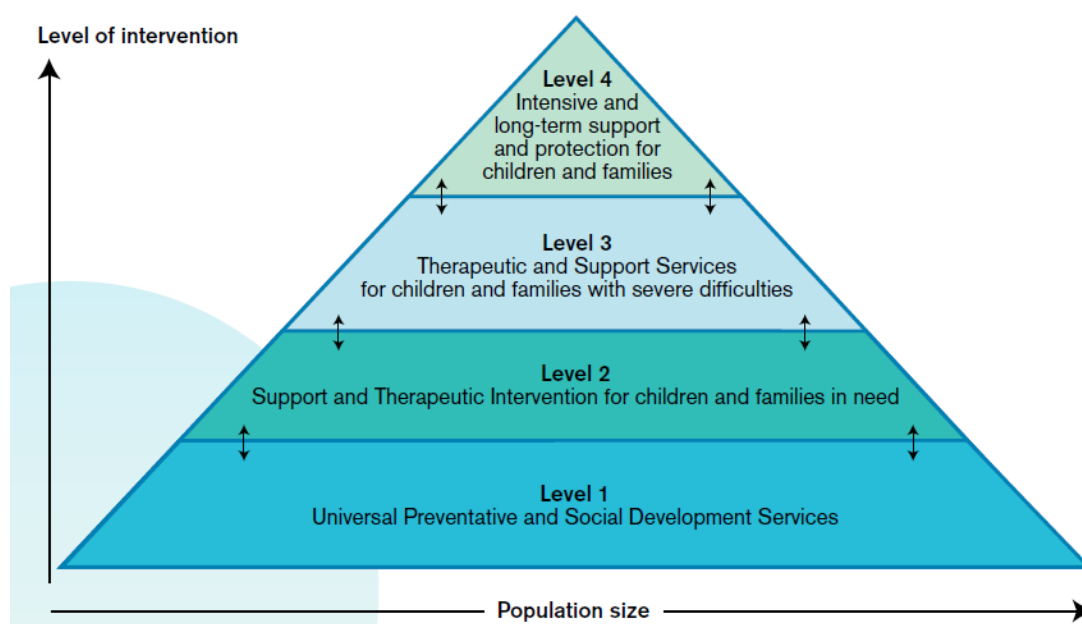 Level of intervention
Level 4
Intensive and
long-term support
and protection for
children and families
Level 3
Therapeutic and Support Services
for children and families with severe difficulties
Level 2
Support and Therapeutic Intervention for children and families in need
Level 1
Universal Preventative and Social Development Services
Population size